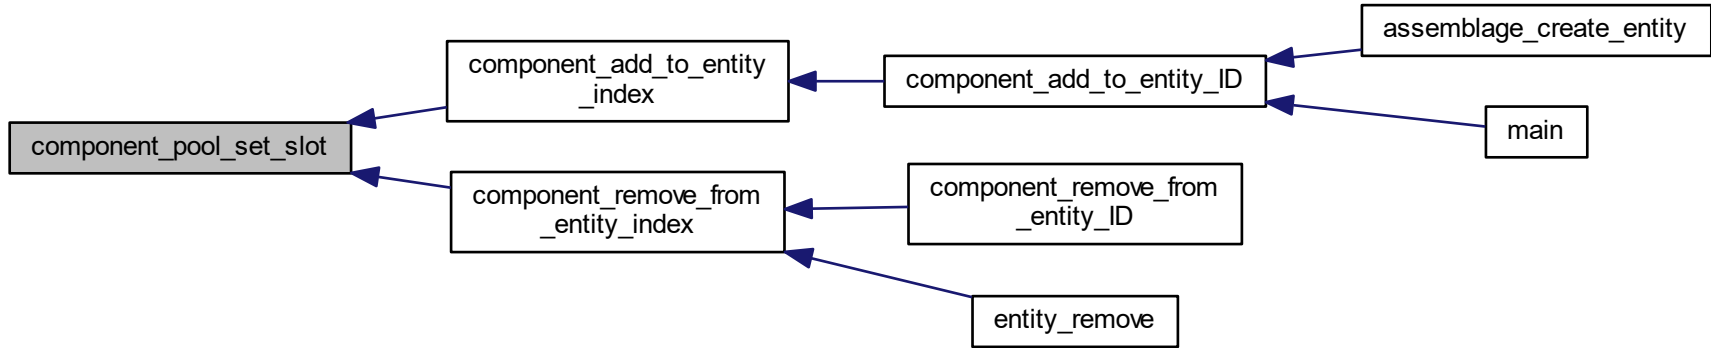 component_pool_set_slot
component_add_to_entity
_index
component_remove_from
_entity_index
component_add_to_entity_ID
component_remove_from
_entity_ID
entity_remove
assemblage_create_entity
main